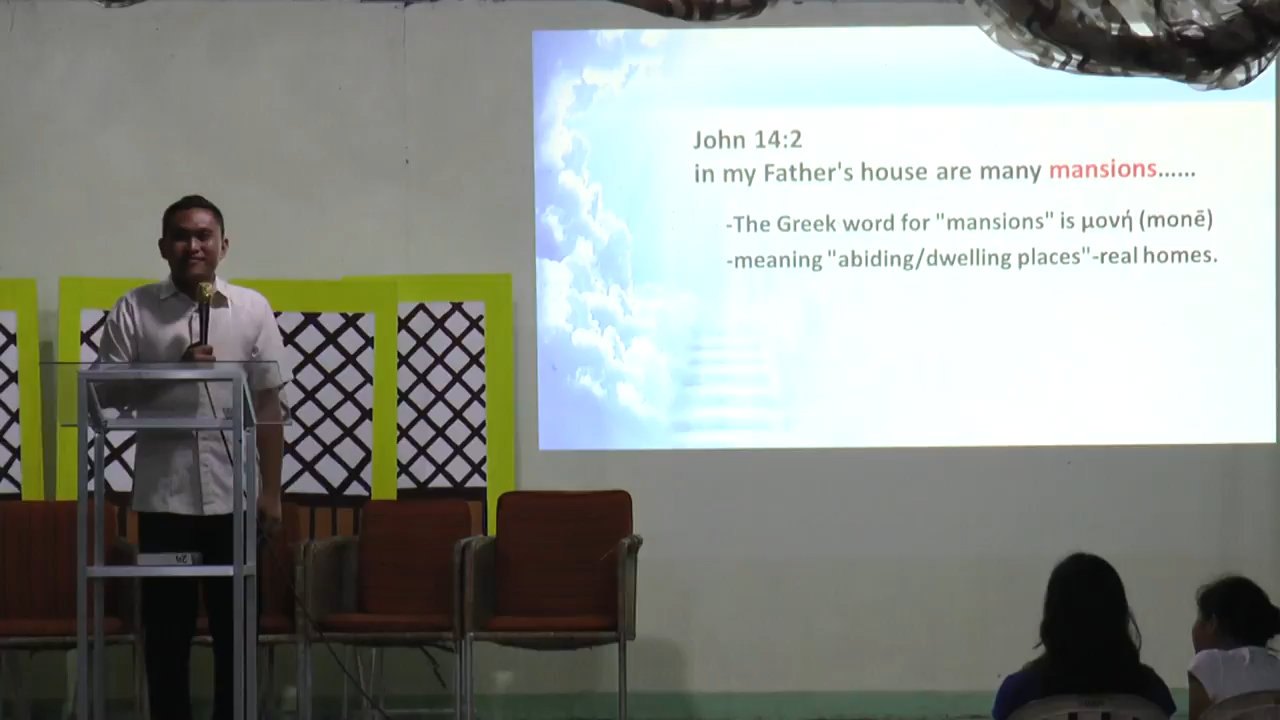 John 14:2
in my Father's house are many mansions......
-The Greek word for "mansions" is μονή (monē)
-meaning "abiding/dwelling places"-real homes.